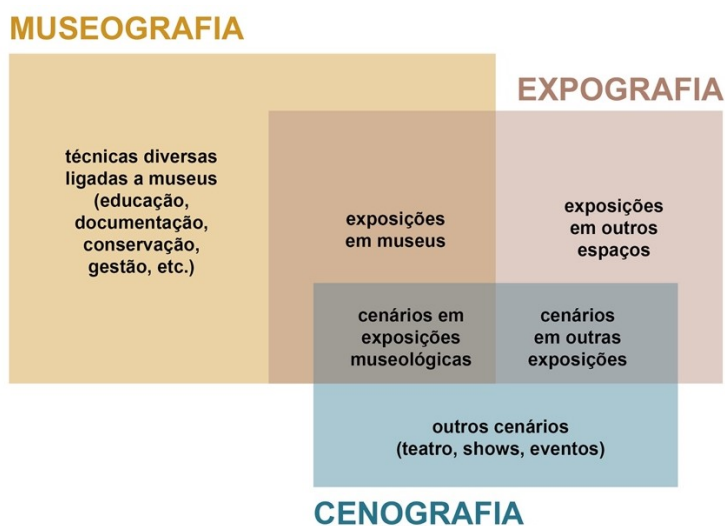 MUSEOGRAFIA
EXPOGRAFIA
técnicas diversas
ligadas a museus
(educação,
documentação,
conservação,
gestão, etc.)
exposições
em museus
exposições
em outros
espaços
cenários em
exposições
museológicas
cenários
em outras
exposições
outros cenários
(teatro, shows, eventos)
CENOGRAFIA